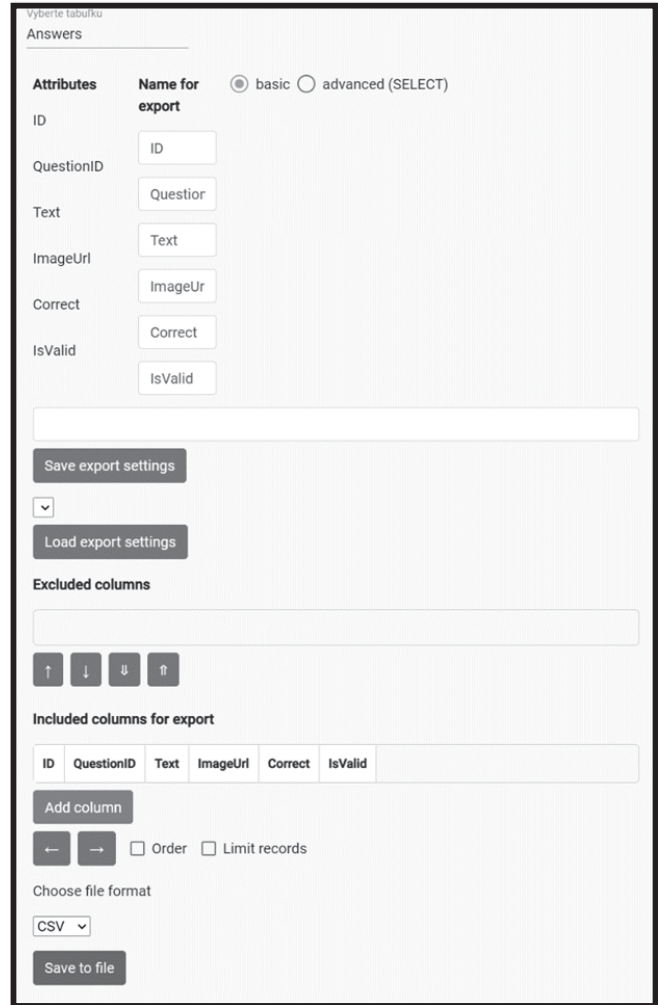 Vyberte tabuľku
Answers
Attributes
Name for export
basic
advanced (SELECT)
ID
ID
QuestionID
Question
Text
Text
ImageUrl
ImageUr
Correct
Correct
IsValid
IsValid
Save export settings
Load export settings
Excluded columns
↑ ↓ ⇓ ⇑
Included columns for export
ID QuestionID Text ImageUrl Correct IsValid
Add column
← → Order Limit records
Choose file format
CSV
Save to file